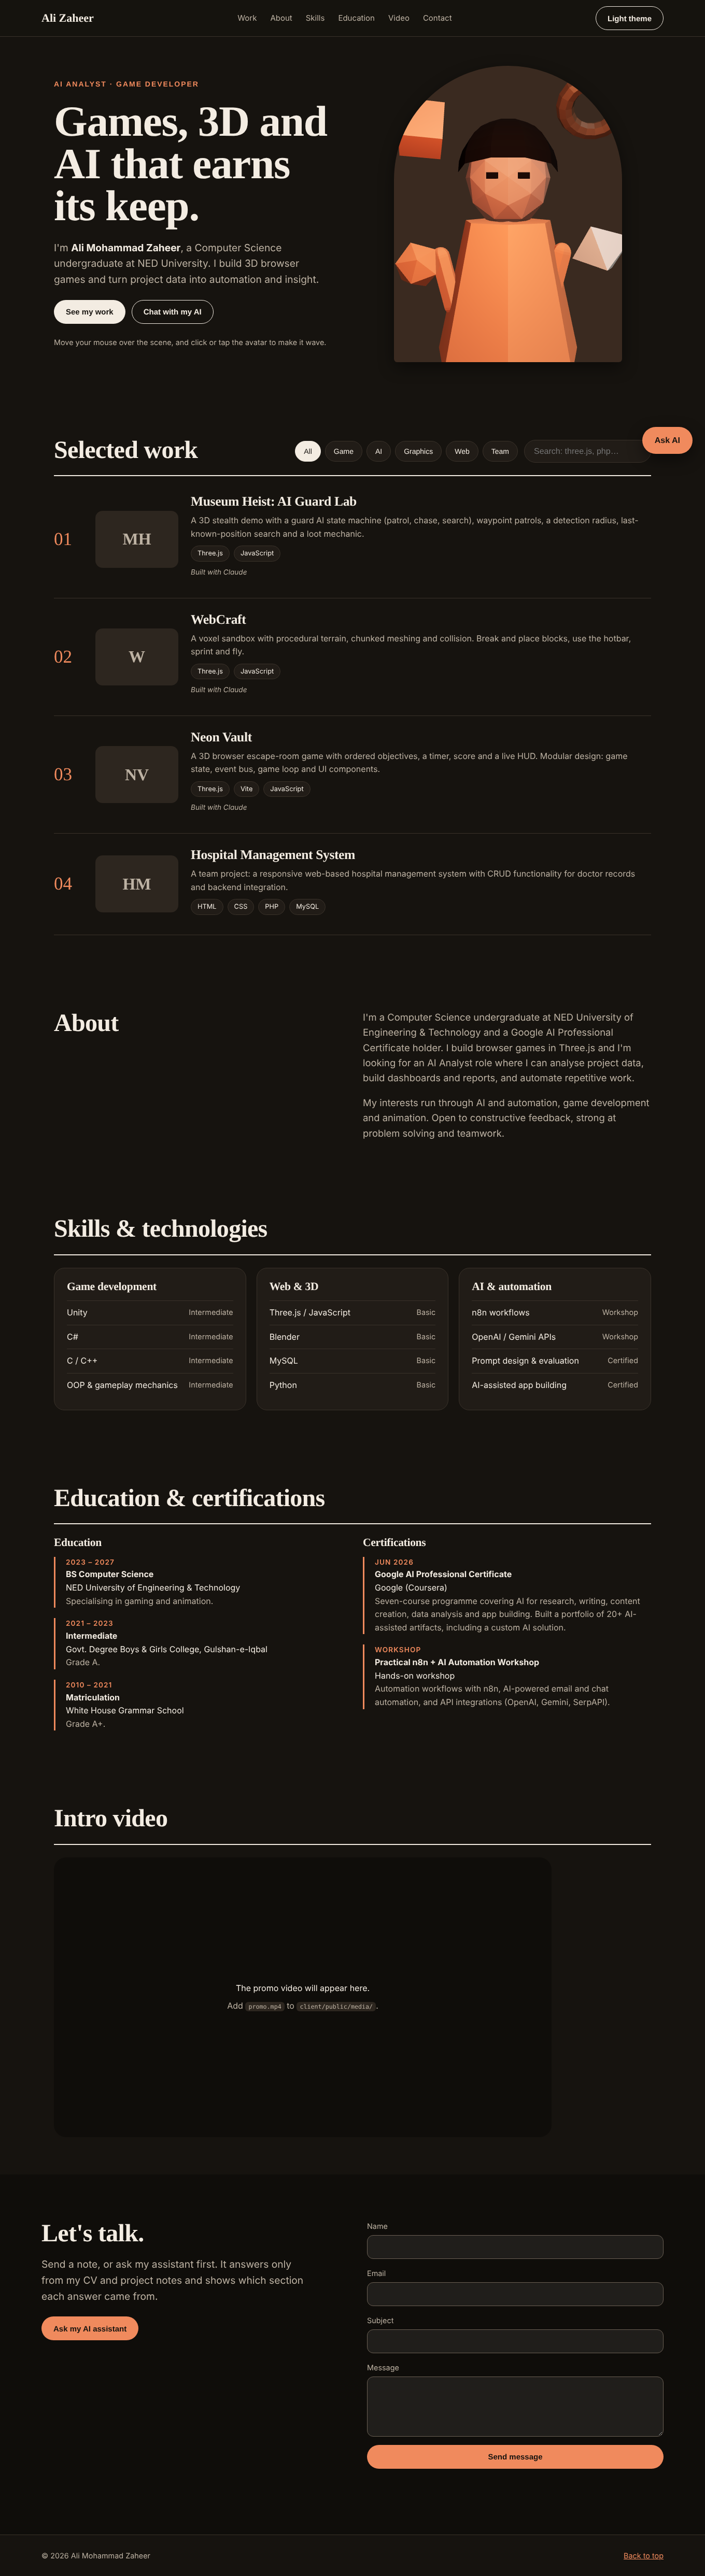 Ali Zaheer
Work About Skills Education Video Contact
Light theme
AI ANALYST · GAME DEVELOPER
Games, 3D and
AI that earns
its keep.
I'm Ali Mohammad Zaheer, a Computer Science
undergraduate at NED University. I build 3D browser
games and turn project data into automation and insight.
See my work
Chat with my AI
Move your mouse over the scene, and click or tap the avatar to make it wave.
Ask AI
Selected work
All Game AI Graphics Web Team
Search: three.js, php…
01
MH
Museum Heist: AI Guard Lab
A 3D stealth demo with a guard AI state machine (patrol, chase, search), waypoint patrols, a detection radius, last-
known-position search and a loot mechanic.
Three.js JavaScript
Built with Claude
02
W
WebCraft
A voxel sandbox with procedural terrain, chunked meshing and collision. Break and place blocks, use the hotbar,
sprint and fly.
Three.js JavaScript
Built with Claude
03
NV
Neon Vault
A 3D browser escape-room game with ordered objectives, a timer, score and a live HUD. Modular design: game
state, event bus, game loop and UI components.
Three.js Vite JavaScript
Built with Claude
04
HM
Hospital Management System
A team project: a responsive web-based hospital management system with CRUD functionality for doctor records
and backend integration.
HTML CSS PHP MySQL
About
I'm a Computer Science undergraduate at NED University of
Engineering & Technology and a Google AI Professional
Certificate holder. I build browser games in Three.js and I'm
looking for an AI Analyst role where I can analyse project data,
build dashboards and reports, and automate repetitive work.
My interests run through AI and automation, game development
and animation. Open to constructive feedback, strong at
problem solving and teamwork.
Skills & technologies
Game development
Unity Intermediate
C# Intermediate
C / C++ Intermediate
OOP & gameplay mechanics Intermediate
Web & 3D
Three.js / JavaScript Basic
Blender Basic
MySQL Basic
Python Basic
AI & automation
n8n workflows Workshop
OpenAI / Gemini APIs Workshop
Prompt design & evaluation Certified
AI-assisted app building Certified
Education & certifications
Education
2023 – 2027
BS Computer Science
NED University of Engineering & Technology
Specialising in gaming and animation.
2021 – 2023
Intermediate
Govt. Degree Boys & Girls College, Gulshan-e-Iqbal
Grade A.
2010 – 2021
Matriculation
White House Grammar School
Grade A+.
Certifications
JUN 2026
Google AI Professional Certificate
Google (Coursera)
Seven-course programme covering AI for research, writing, content
creation, data analysis and app building. Built a portfolio of 20+ AI-
assisted artifacts, including a custom AI solution.
WORKSHOP
Practical n8n + AI Automation Workshop
Hands-on workshop
Automation workflows with n8n, AI-powered email and chat
automation, and API integrations (OpenAI, Gemini, SerpAPI).
Intro video
The promo video will appear here.
Add promo.mp4 to client/public/media/.
Let's talk.
Send a note, or ask my assistant first. It answers only
from my CV and project notes and shows which section
each answer came from.
Ask my AI assistant
Name
Email
Subject
Message
Send message
© 2026 Ali Mohammad Zaheer
Back to top